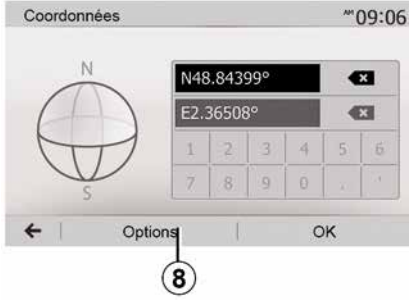 Coordonnées AM 09:06
N
S
N48.84399°
E2.36508°
1 2 3 4 5 6
7 8 9 0 . '
Options OK
8